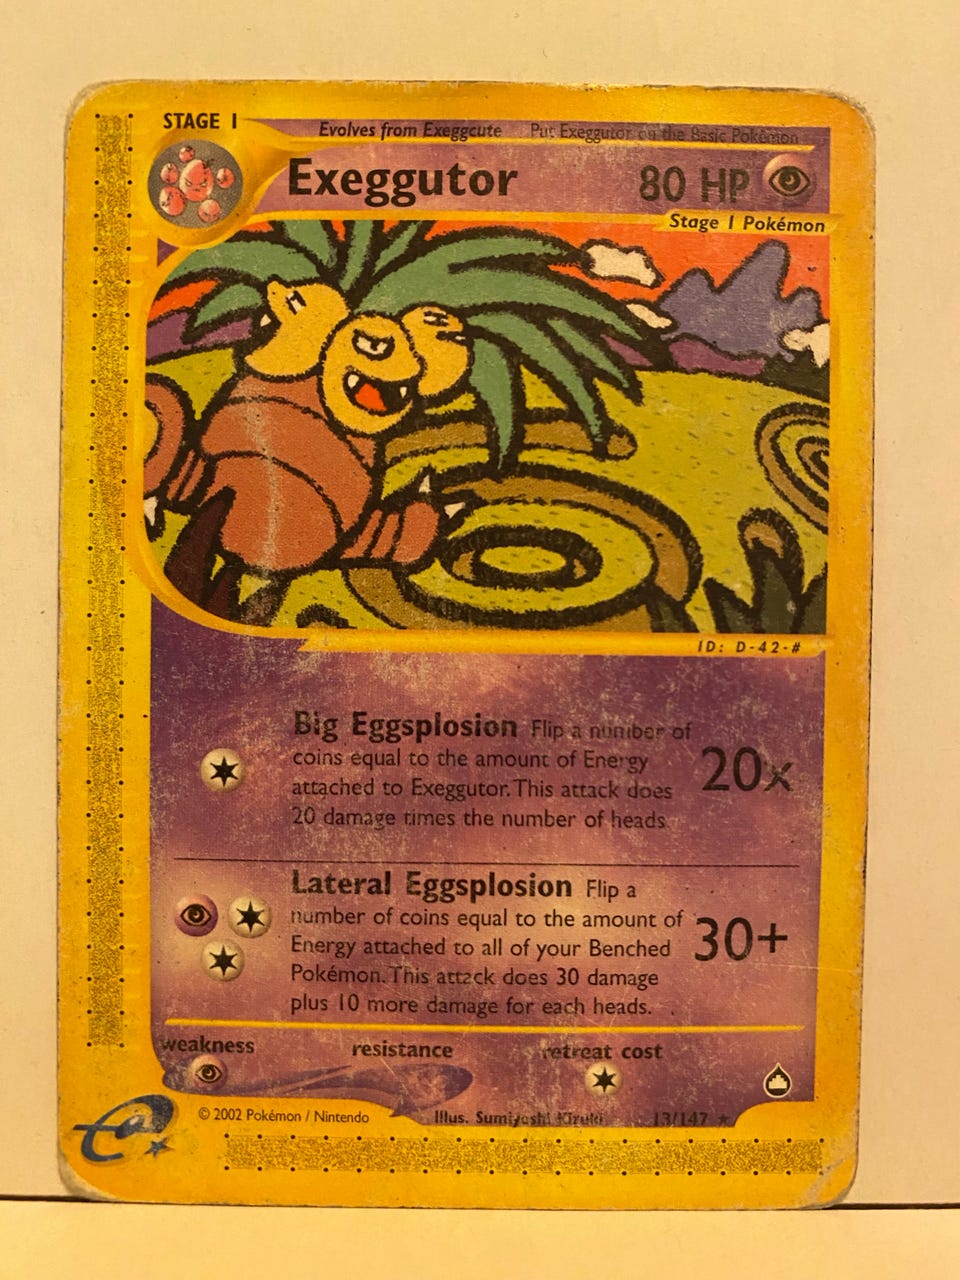 STAGE 1
Evolves from Exeggcute Put Exeggutor on the Basic Pokémon
Exeggutor 80 HP
Stage 1 Pokémon
ID: D-42-#
Big Eggsplosion Flip a number of
coins equal to the amount of Energy
attached to Exeggutor. This attack does
20 damage times the number of heads.
20x
Lateral Eggsplosion Flip a
number of coins equal to the amount of
Energy attached to all of your Benched
Pokémon. This attack does 30 damage
plus 10 more damage for each heads.
30+
weakness resistance retreat cost
© 2002 Pokémon / Nintendo Illus. Sumiyoshi Kizuki 13/147 ★
e